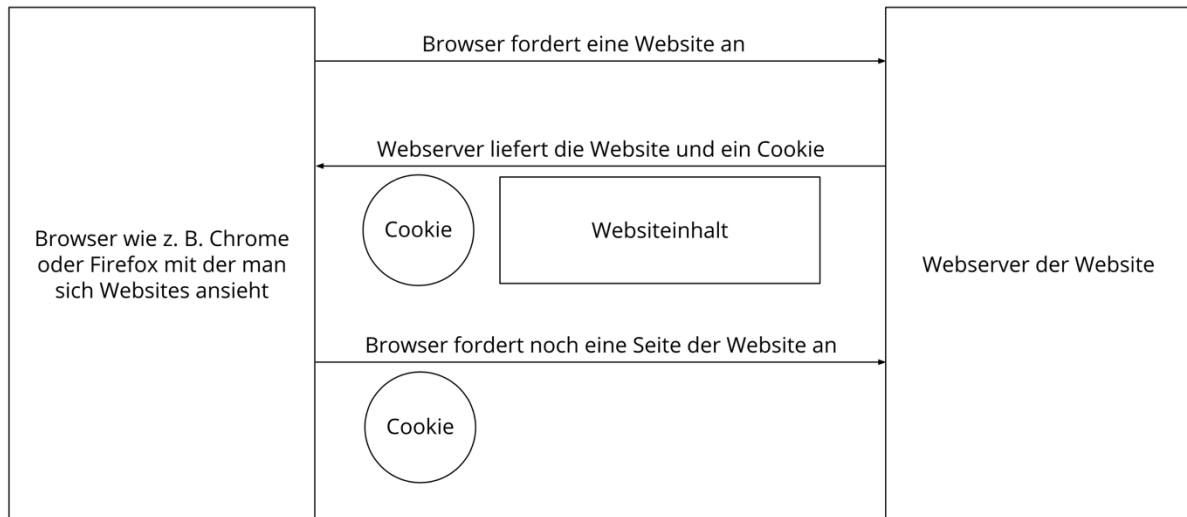 Browser fordert eine Website an
Webserver liefert die Website und ein Cookie
Cookie
Websiteinhalt
Browser wie z. B. Chrome
oder Firefox mit der man
sich Websites ansieht
Webserver der Website
Browser fordert noch eine Seite der Website an
Cookie